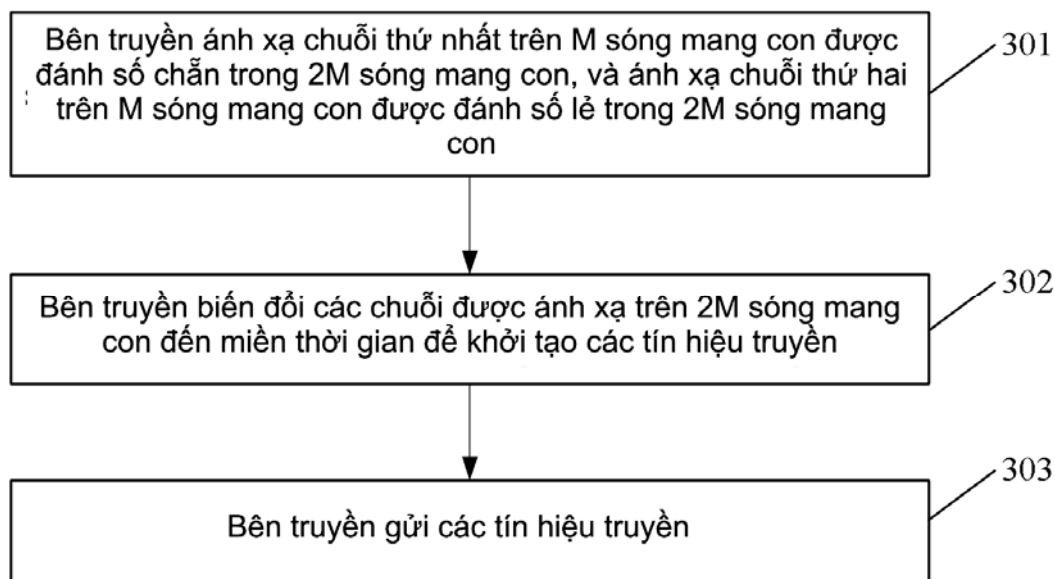 Bên truyền ánh xạ chuỗi thứ nhất trên M sóng mang con được
đánh số chẵn trong 2M sóng mang con, và ánh xạ chuỗi thứ hai
trên M sóng mang con được đánh số lẻ trong 2M sóng mang
con
301
Bên truyền biến đổi các chuỗi được ánh xạ trên 2M sóng mang
con đến miền thời gian để khởi tạo các tín hiệu truyền
302
Bên truyền gửi các tín hiệu truyền
303